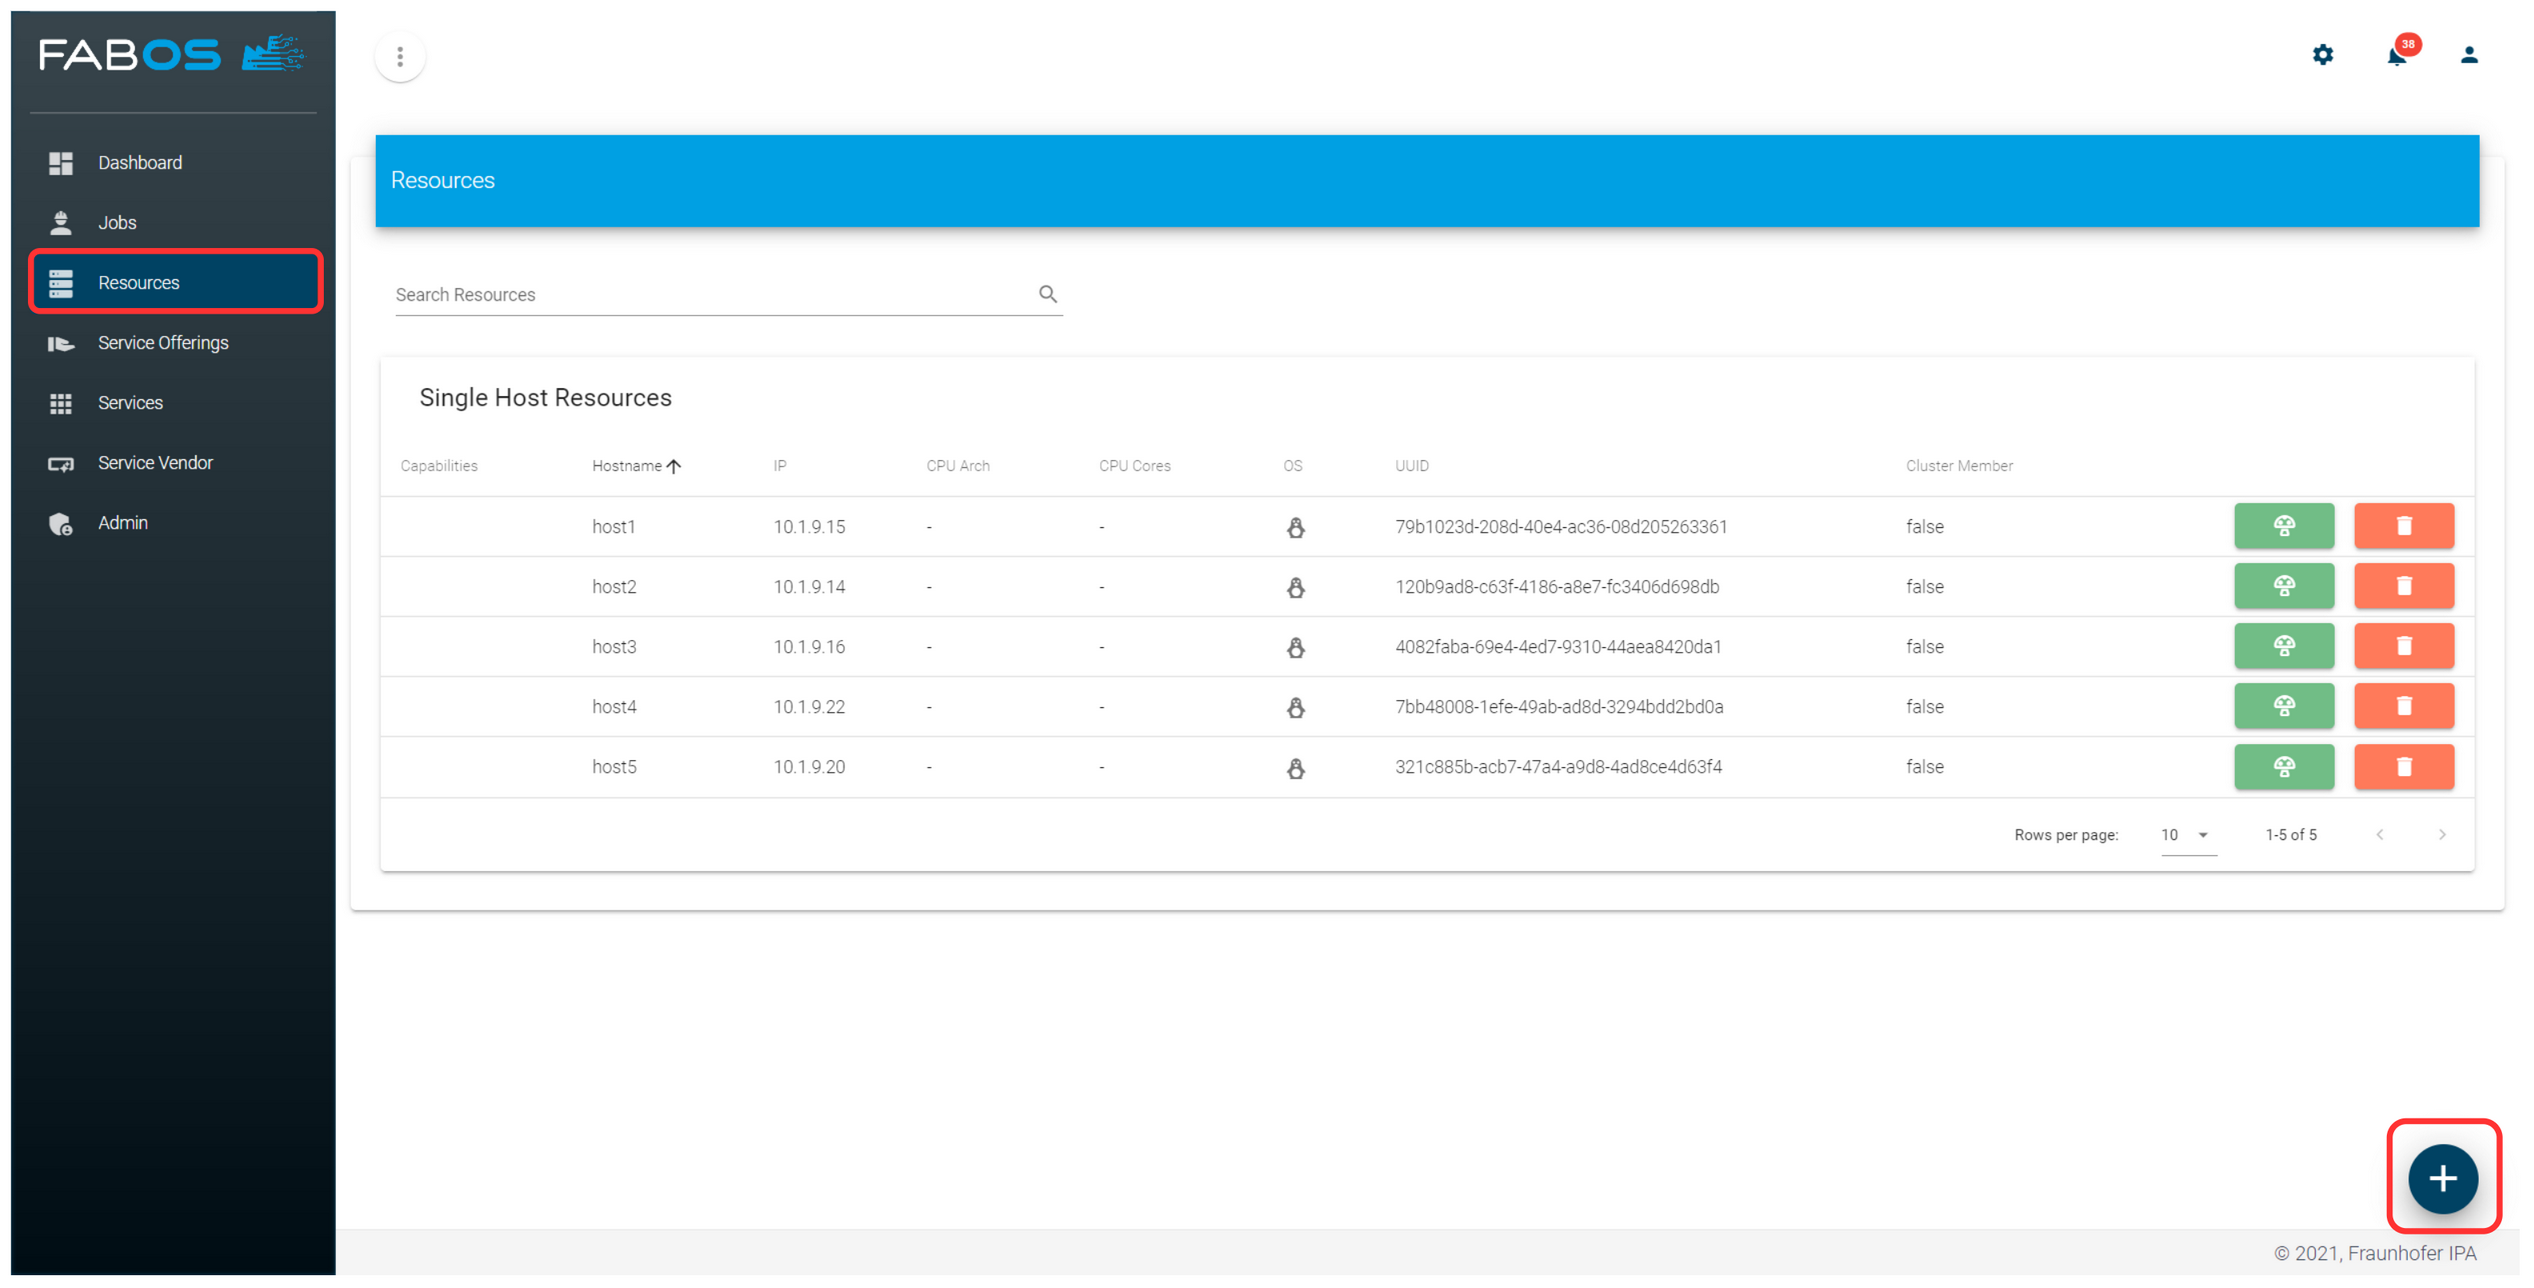 FABOS
38
Dashboard
Jobs
Resources
Service Offerings
Services
Service Vendor
Admin
Resources
Search Resources
Single Host Resources
Capabilities Hostname IP CPU Arch CPU Cores OS UUID Cluster Member
host1 10.1.9.15 - - 79b1023d-208d-40e4-ac36-08d205263361 false
host2 10.1.9.14 - - 120b9ad8-c63f-4186-a8e7-fc3406d698db false
host3 10.1.9.16 - - 4082faba-69e4-4ed7-9310-44aea8420da1 false
host4 10.1.9.22 - - 7bb48008-1efe-49ab-ad8d-3294bdd2bd0a false
host5 10.1.9.20 - - 321c885b-acb7-47a4-a9d8-4ad8ce4d63f4 false
Rows per page: 10 1-5 of 5
© 2021, Fraunhofer IPA